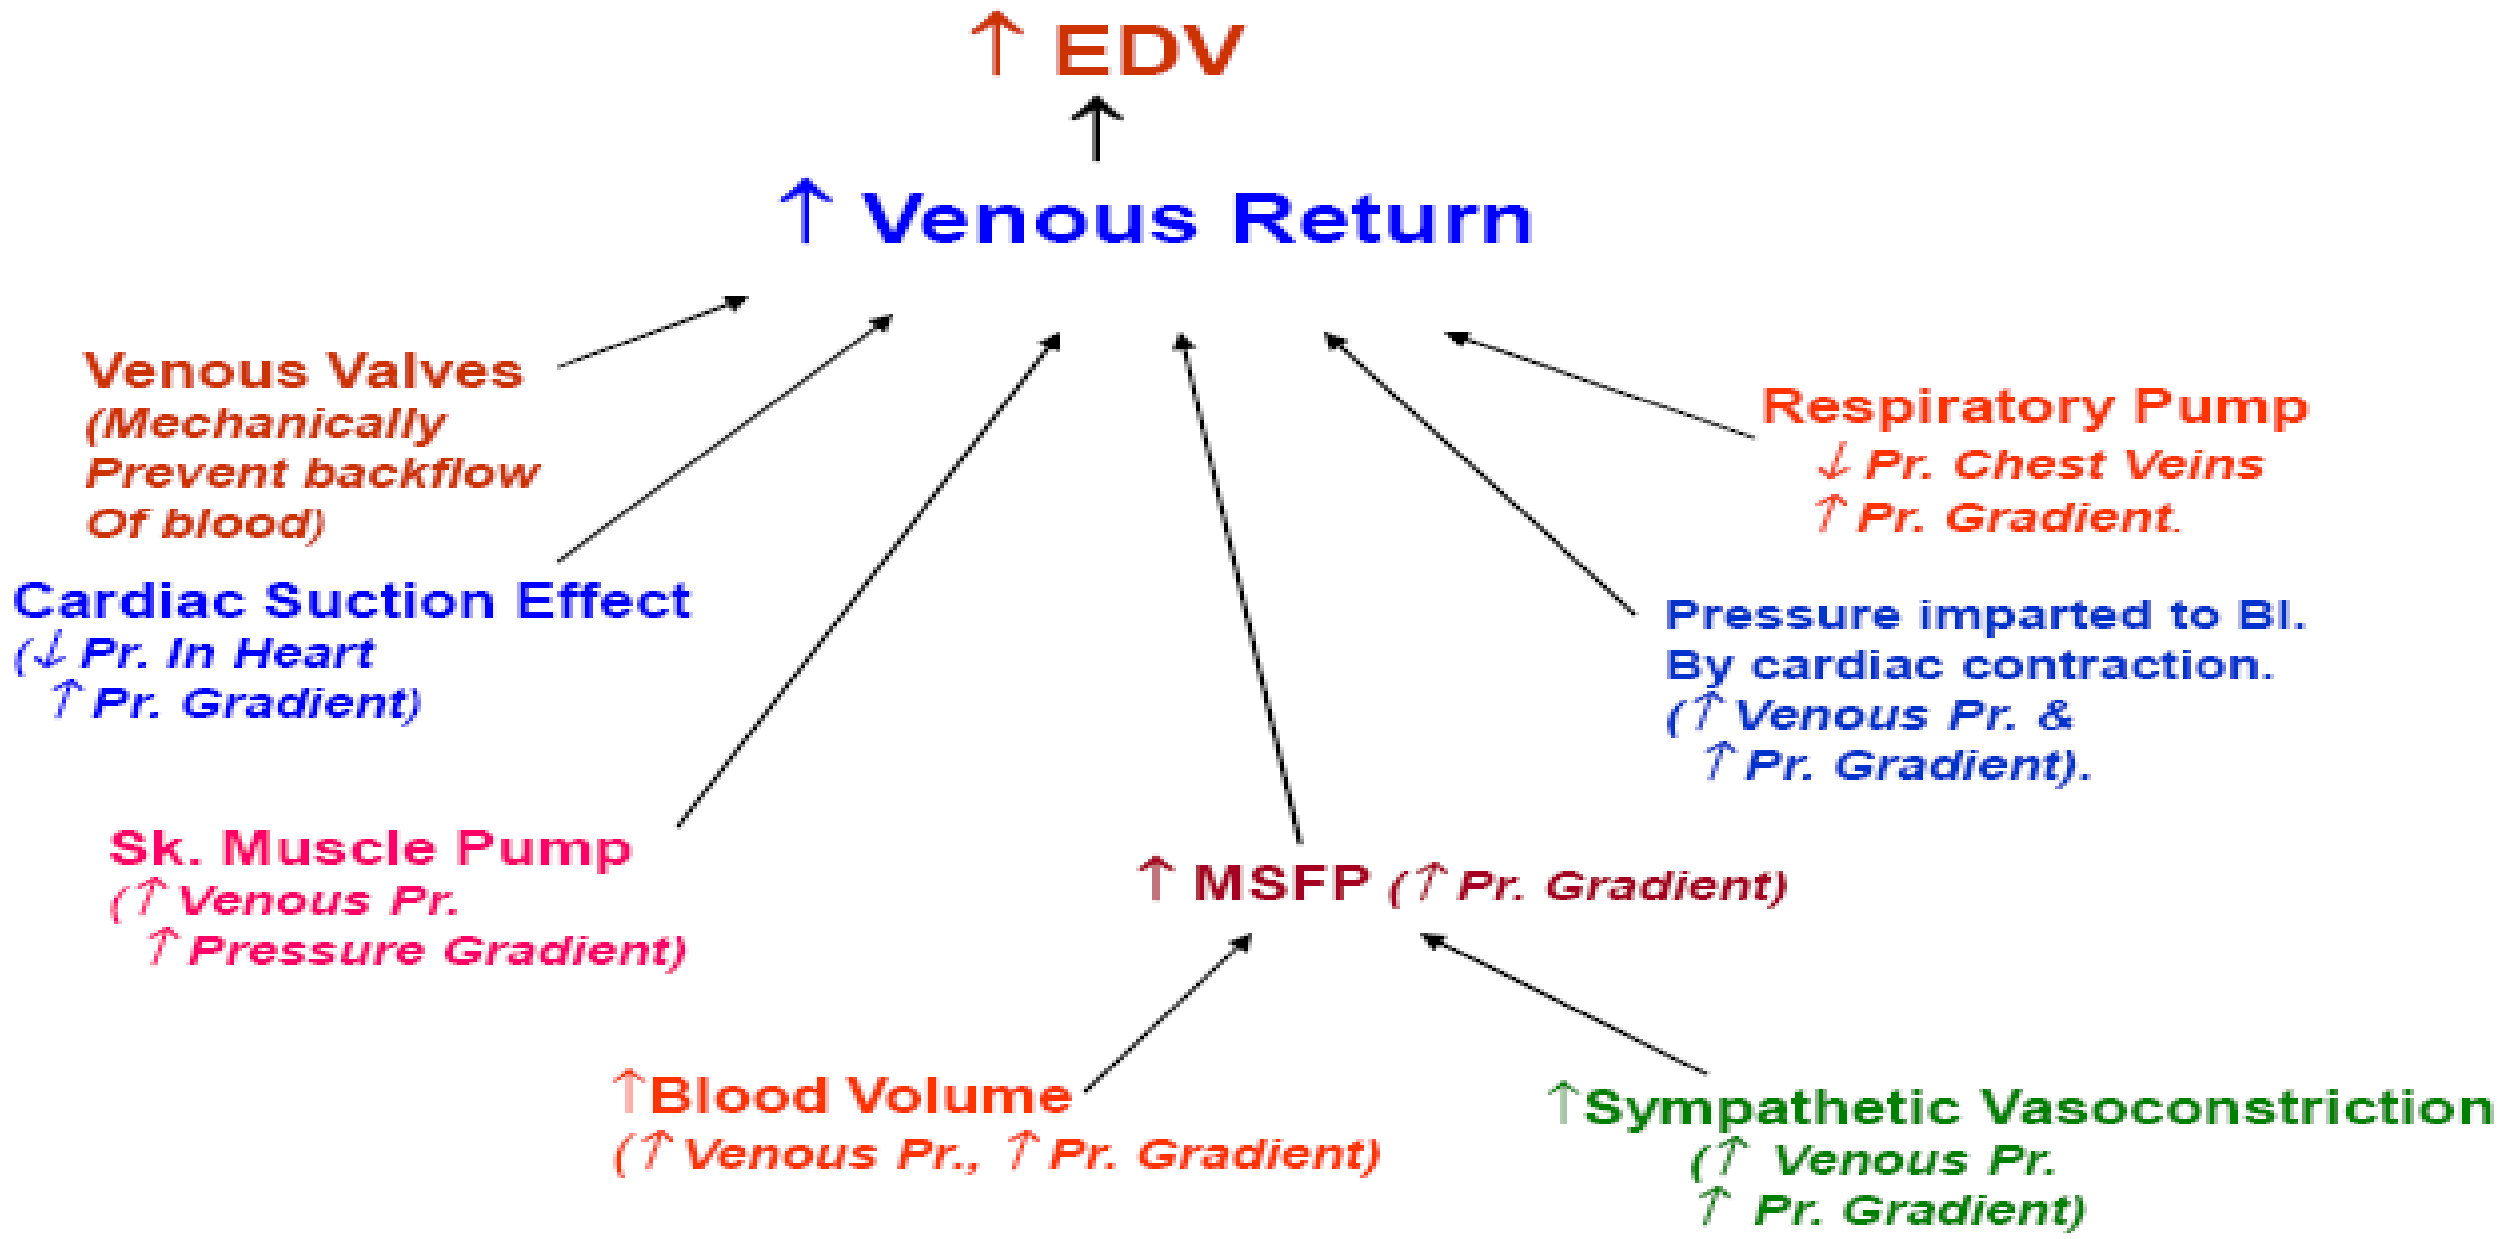 ↑ EDV
↑ Venous Return
Venous Valves
(Mechanically
Prevent backflow
Of blood)
Cardiac Suction Effect
(↓ Pr. In Heart
↑ Pr. Gradient)
Sk. Muscle Pump
(↑ Venous Pr.
↑ Pressure Gradient)
↑ MSFP (↑ Pr. Gradient)
↑Blood Volume
(↑ Venous Pr., ↑ Pr. Gradient)
↑Sympathetic Vasoconstriction
(↑ Venous Pr.
↑ Pr. Gradient)
Pressure imparted to Bl.
By cardiac contraction.
(↑ Venous Pr. &
↑ Pr. Gradient).
Respiratory Pump
↓ Pr. Chest Veins
↑ Pr. Gradient.